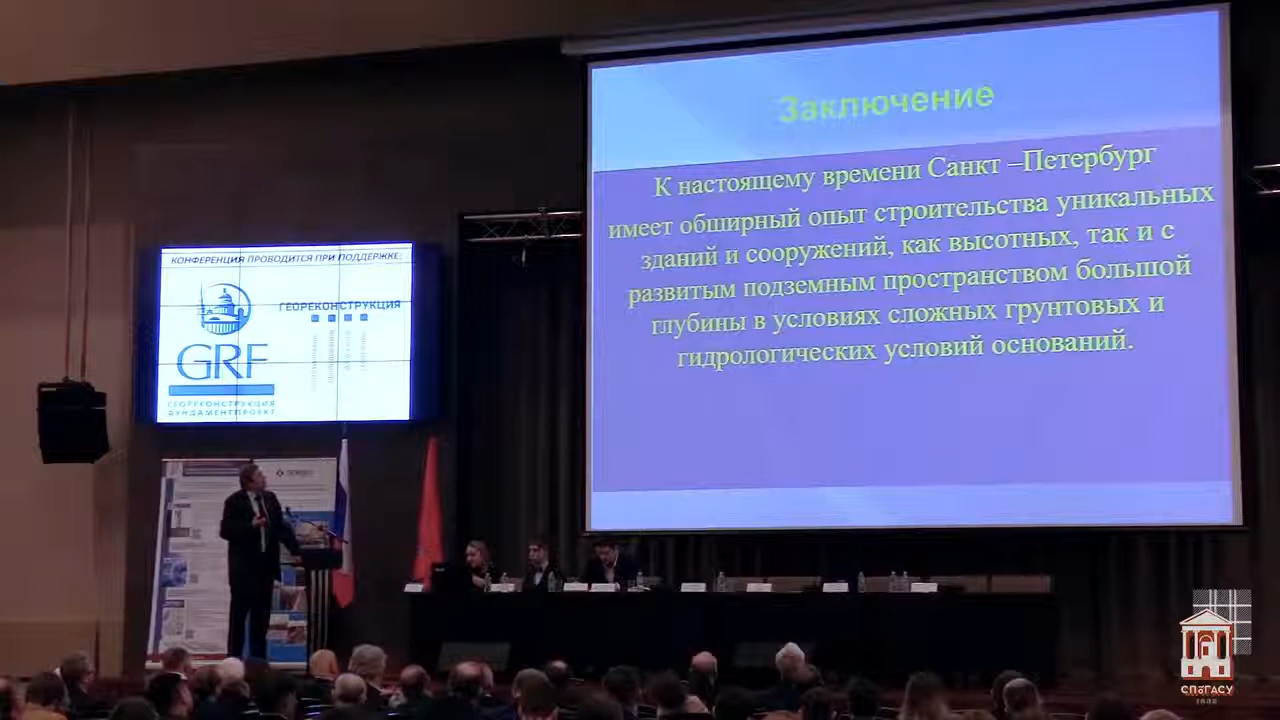 Заключение
К настоящему времени Санкт –Петербург
имеет обширный опыт строительства уникальных
зданий и сооружений, как высотных, так и с
развитым подземным пространством большой
глубины в условиях сложных грунтовых и
гидрологических условий оснований.
КОНФЕРЕНЦИЯ ПРОВОДИТСЯ ПРИ ПОДДЕРЖКЕ:
ГЕОРЕКОНСТРУКЦИЯ
GRF
ГЕОРЕКОНСТРУКЦИЯ
ФУНДАМЕНТПРОЕКТ
СПбГАСУ